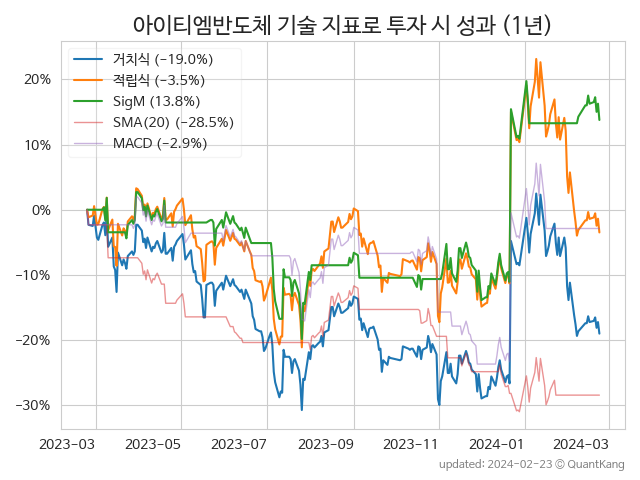 아이티엠반도체 기술 지표로 투자 시 성과 (1년)
거치식 (−19.0%)
적립식 (−3.5%)
SigM (13.8%)
SMA(20) (−28.5%)
MACD (−2.9%)
20%
10%
0%
−10%
−20%
−30%
2023-03 2023-05 2023-07 2023-09 2023-11 2024-01 2024-03
updated: 2024-02-23 ⓒ QuantKang